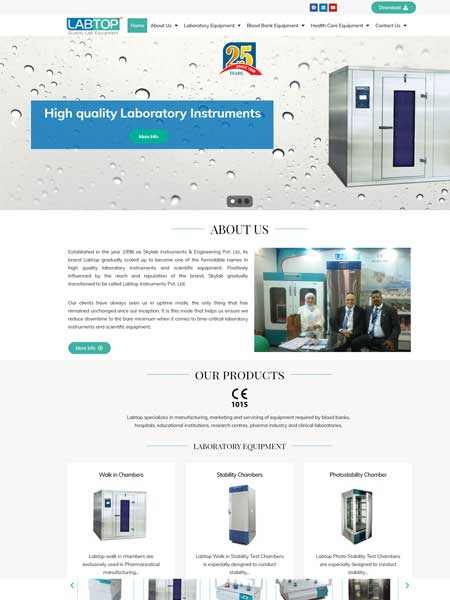 Download
LABTOP
Quality Lab Equipment
Home About Us Laboratory Equipment Blood Bank Equipment Health Care Equipment Contact Us
25
YEARS
High quality Laboratory Instruments
More Info
ABOUT US
Established in the year 1996 as Skylab Instruments & Engineering Pvt. Ltd, its
brand Labtop gradually scaled up to become one of the formidable names in
high quality laboratory instruments and scientific equipment. Positively
influenced by the reach and reputation of the brand, Skylab gradually
transitioned to be called Labtop Instruments Pvt. Ltd.
Our clients have always seen us in uptime mode, the only thing that has
remained unchanged since our inception. It is this mode that helps us ensure we
reduce downtime to the bare minimum when it comes to time-critical laboratory
instruments and scientific equipment.
More Info
OUR PRODUCTS
CE
1015
Labtop specializes in manufacturing, marketing and servicing of equipment required by blood banks,
hospitals, educational institutions, research centres, pharma industry and clinical laboratories.
LABORATORY EQUIPMENT
Walk in Chambers Stability Chambers Photostability Chamber
Labtop walk in chambers are
exclusively used in Pharmaceutical
manufacturing...
Labtop Walk in Stability Test Chambers
is especially designed to conduct
stability...
Labtop Photo Stability Test Chambers
are especially designed to conduct
stability...